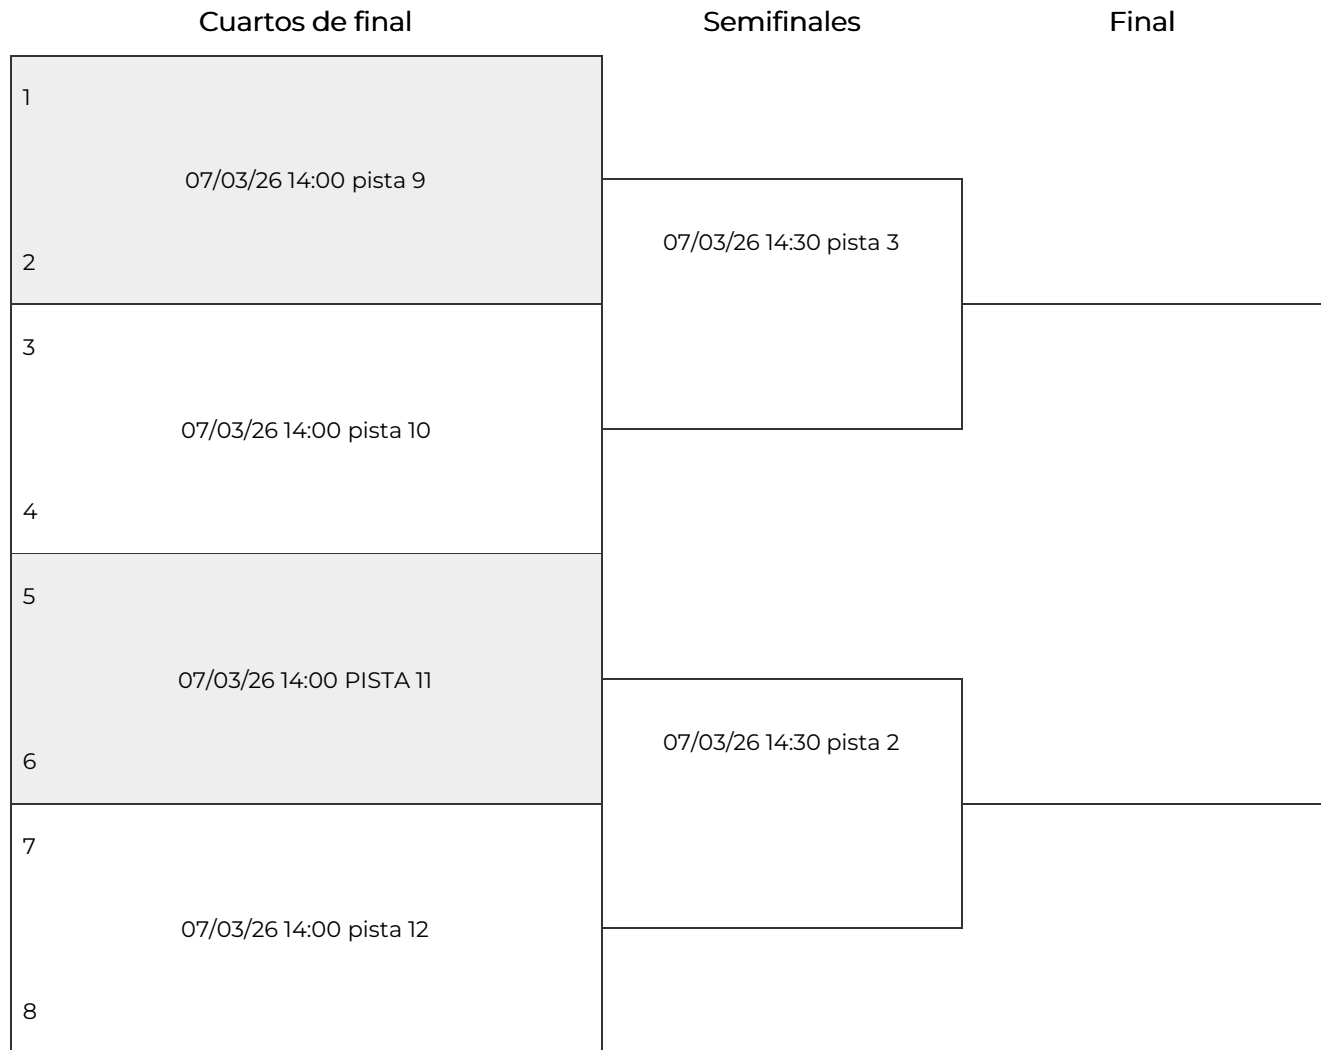 Cuartos de final
Semifinales
Final
1
07/03/26 14:00 pista 9
2
07/03/26 14:30 pista 3
3
07/03/26 14:00 pista 10
4
5
07/03/26 14:00 PISTA 11
6
07/03/26 14:30 pista 2
7
07/03/26 14:00 pista 12
8